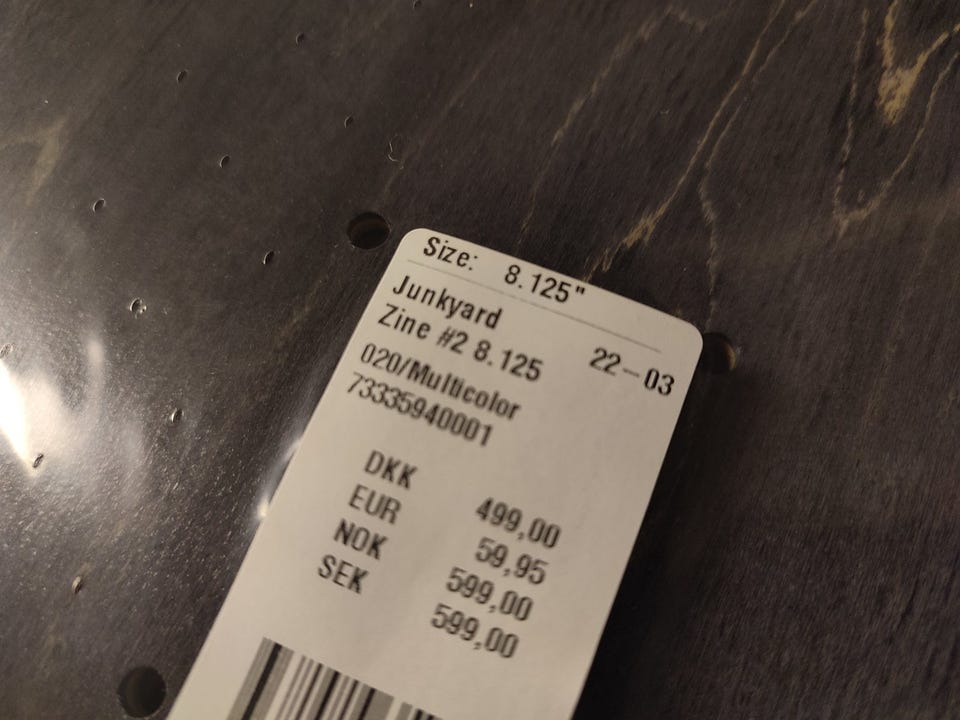 Size: 8.125"
Junkyard
Zine #2 8.125 22-03
020/Multicolor
73335940001
DKK 499,00
EUR 59,95
NOK 599,00
SEK 599,00